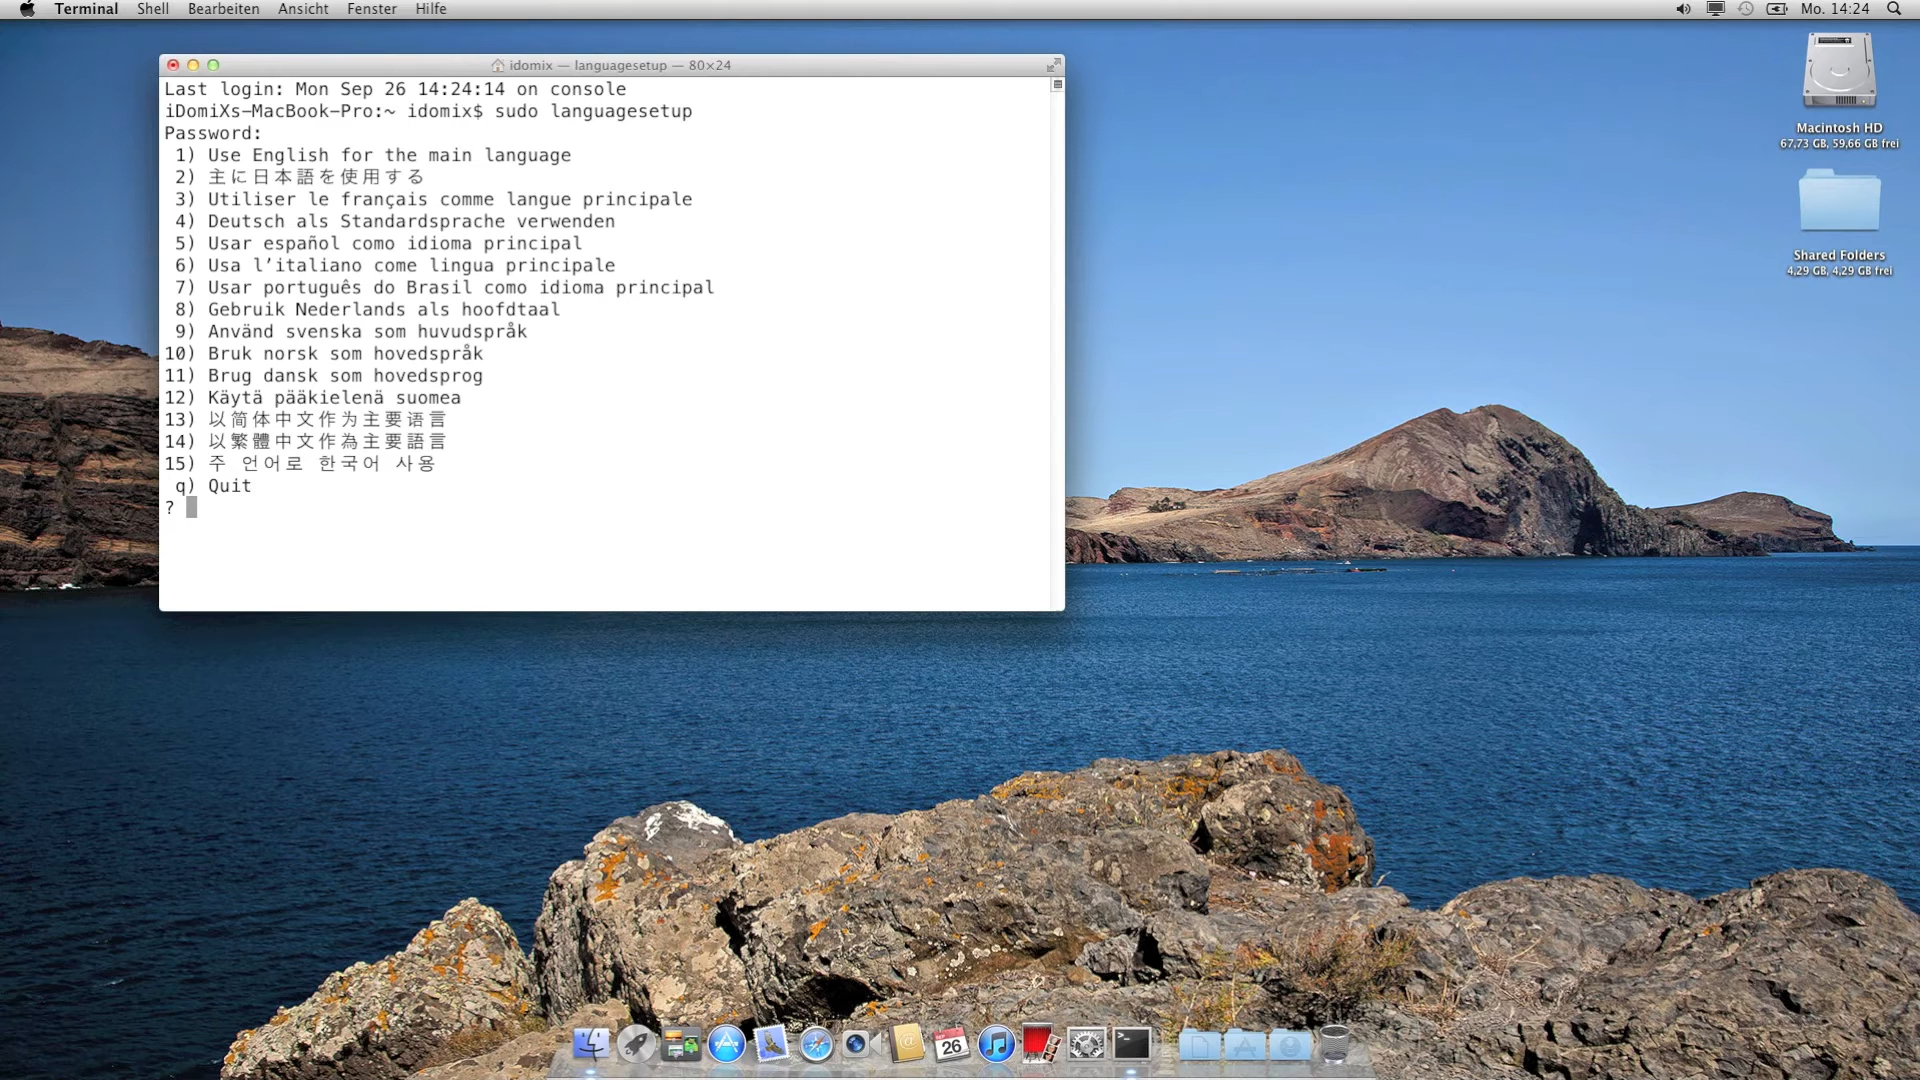 Terminal Shell Bearbeiten Ansicht Fenster Hilfe
Mo. 14:24
idomix — languagesetup — 80×24
Last login: Mon Sep 26 14:24:14 on console
iDomiXs-MacBook-Pro:~ idomix$ sudo languagesetup
Password:
1) Use English for the main language
2) 主に日本語を使用する
3) Utiliser le français comme langue principale
4) Deutsch als Standardsprache verwenden
5) Usar español como idioma principal
6) Usa l’italiano come lingua principale
7) Usar português do Brasil como idioma principal
8) Gebruik Nederlands als hoofdtaal
9) Använd svenska som huvudspråk
10) Bruk norsk som hovedspråk
11) Brug dansk som hovedsprog
12) Käytä pääkielenä suomea
13) 以简体中文作为主要语言
14) 以繁體中文作為主要語言
15) 주 언어로 한국어 사용
q) Quit
?
Macintosh HD
67,73 GB, 59,66 GB frei
Shared Folders
4,29 GB, 4,29 GB frei
26